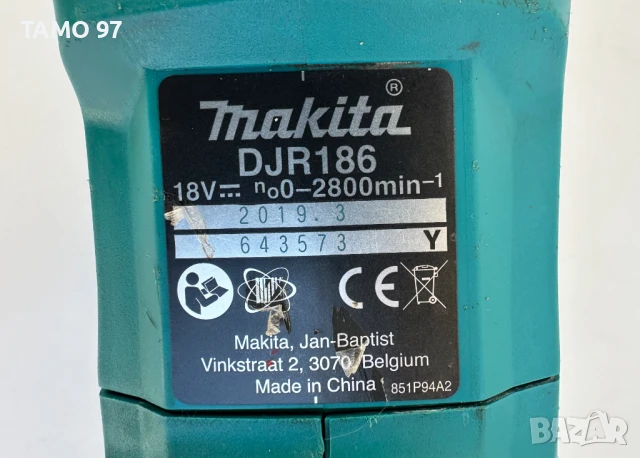 TAMO 97
makita®
DJR186
18V⎓ n₀0-2800min⁻¹
2019.3
643573 Y
CE
Makita, Jan-Baptist
Vinkstraat 2, 3070, Belgium
Made in China 851P94A2
BAZAR